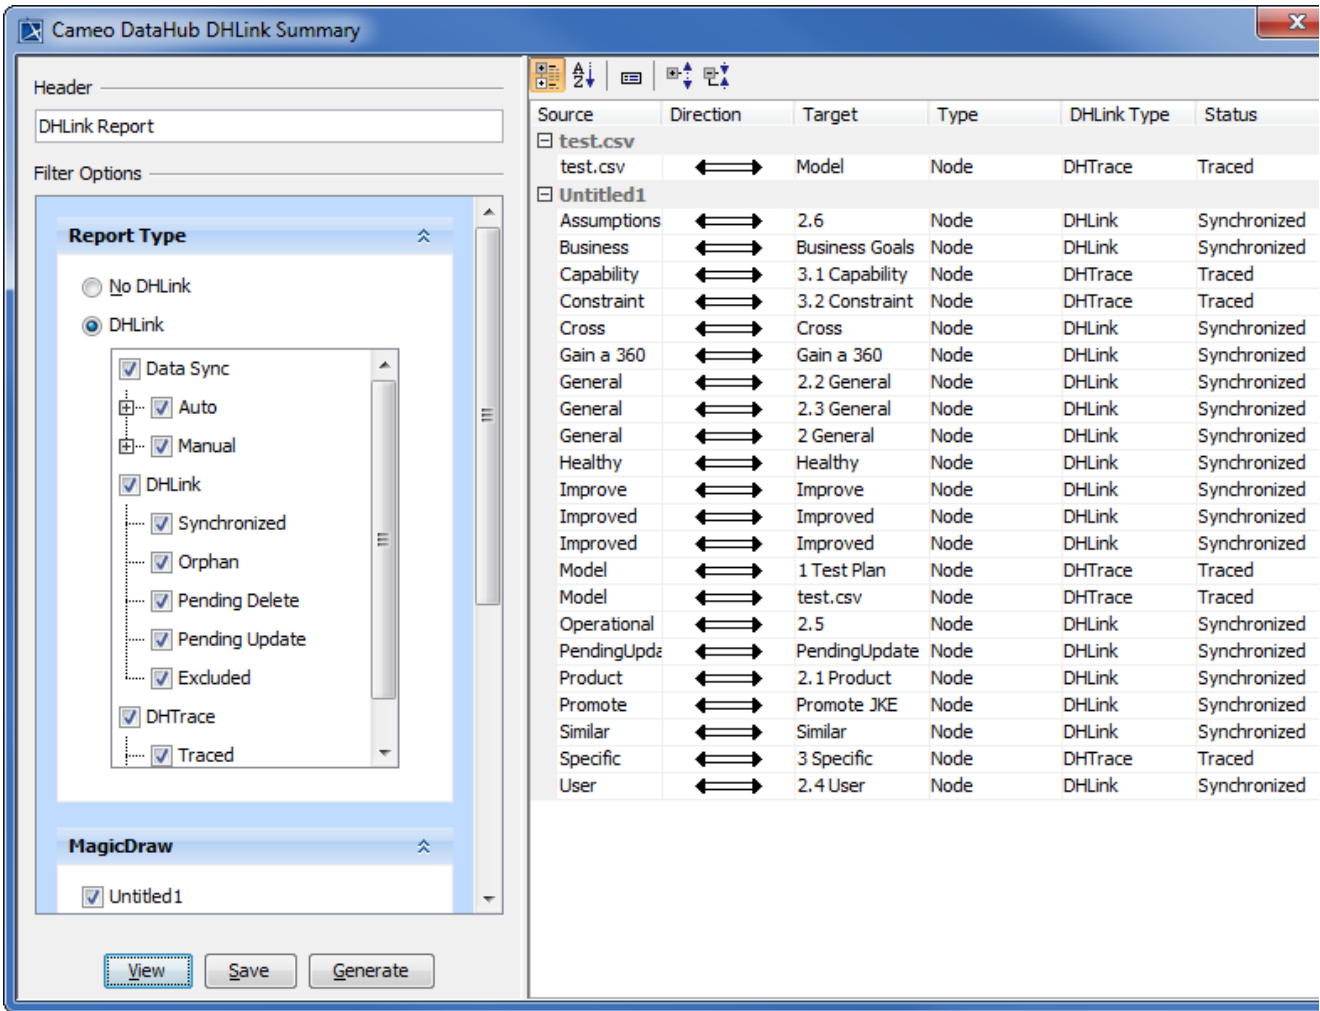 Cameo DataHub DHLink Summary
Header
DHLink Report
Filter Options
Report Type
No DHLink
DHLink
Data Sync
Auto
Manual
DHLink
Synchronized
Orphan
Pending Delete
Pending Update
Excluded
DHTrace
Traced
MagicDraw
Untitled1
View Save Generate
Source Direction Target Type DHLink Type Status
test.csv
test.csv Model Node DHTrace Traced
Untitled1
Assumptions 2.6 Node DHLink Synchronized
Business Business Goals Node DHLink Synchronized
Capability 3.1 Capability Node DHTrace Traced
Constraint 3.2 Constraint Node DHTrace Traced
Cross Cross Node DHLink Synchronized
Gain a 360 Gain a 360 Node DHLink Synchronized
General 2.2 General Node DHLink Synchronized
General 2.3 General Node DHLink Synchronized
General 2 General Node DHLink Synchronized
Healthy Healthy Node DHLink Synchronized
Improve Improve Node DHLink Synchronized
Improved Improved Node DHLink Synchronized
Improved Improved Node DHLink Synchronized
Model 1 Test Plan Node DHTrace Traced
Model test.csv Node DHTrace Traced
Operational 2.5 Node DHLink Synchronized
PendingUpda PendingUpdate Node DHLink Synchronized
Product 2.1 Product Node DHLink Synchronized
Promote Promote JKE Node DHLink Synchronized
Similar Similar Node DHLink Synchronized
Specific 3 Specific Node DHTrace Traced
User 2.4 User Node DHLink Synchronized